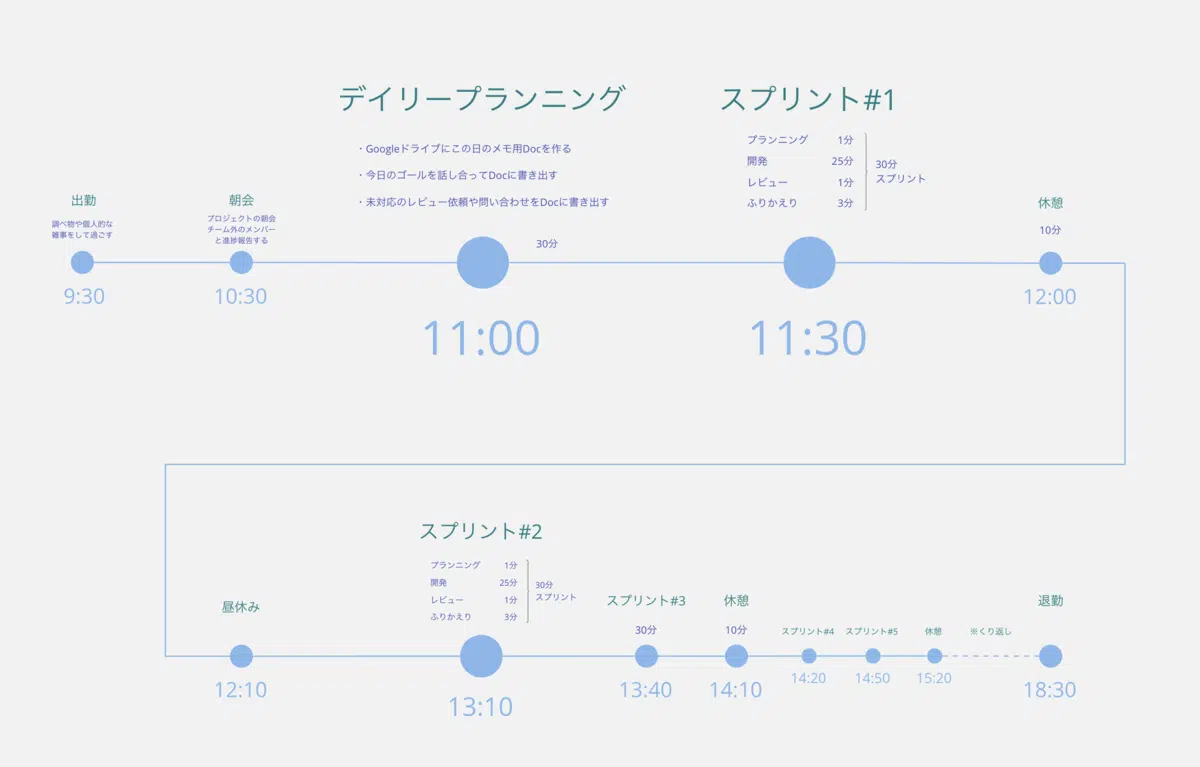 出勤
調べ物や個人的な
雑事をして過ごす
9:30
朝会
プロジェクトの朝会
チーム外のメンバー
と進捗報告する
10:30
デイリープランニング
・Googleドライブにこの日のメモ用Docを作る
・今日のゴールを話し合ってDocに書き出す
・未対応のレビュー依頼や問い合わせをDocに書き出す
30分
11:00
スプリント#1
プランニング 1分
開発 25分
レビュー 1分
ふりかえり 3分
30分
スプリント
11:30
休憩
10分
12:00
昼休み
12:10
スプリント#2
プランニング 1分
開発 25分
レビュー 1分
ふりかえり 3分
30分
スプリント
13:10
スプリント#3
30分
13:40
休憩
10分
14:10
スプリント#4
14:20
スプリント#5
14:50
休憩
15:20
※くり返し
退勤
18:30